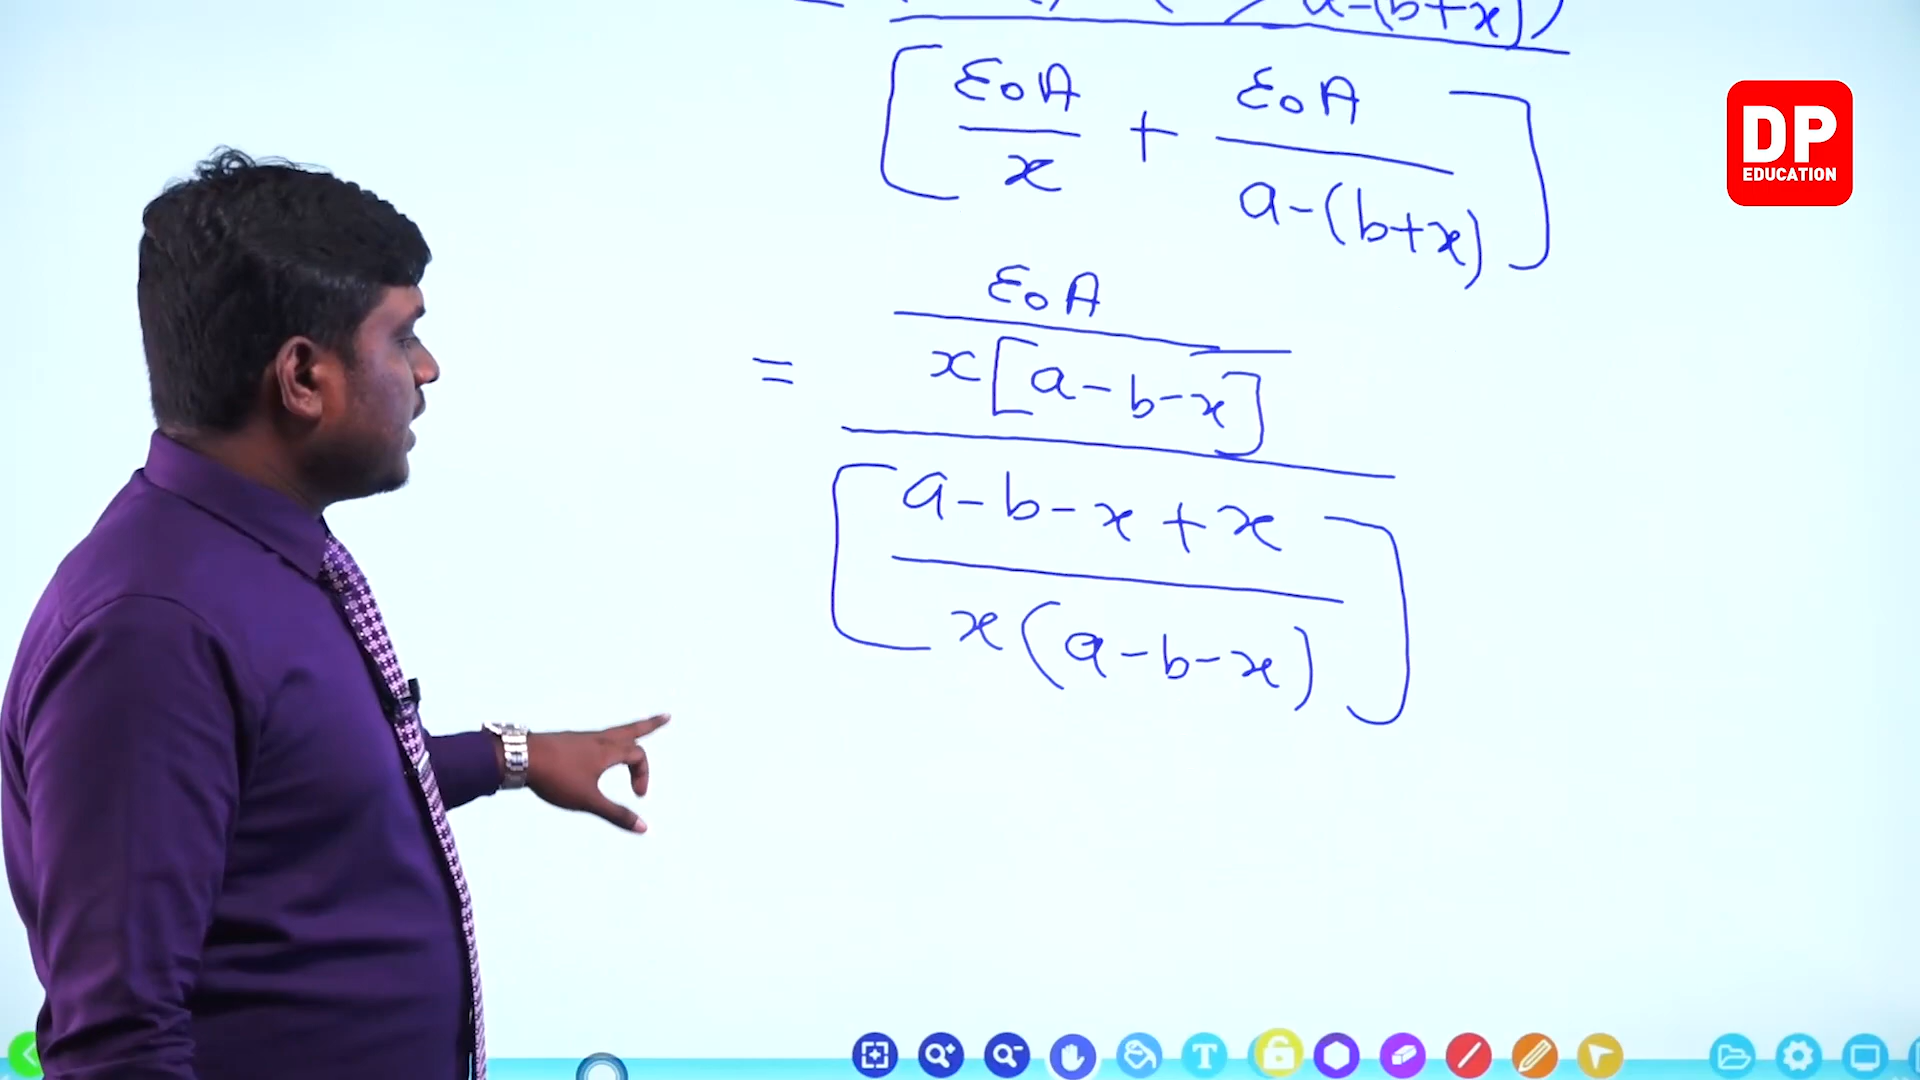 a-(b+x)
[ε₀A/x + ε₀A/(a-(b+x))]
= ε₀A/(x[a-b-x])
[(a-b-x+x)/(x(a-b-x))]
DP
EDUCATION
T